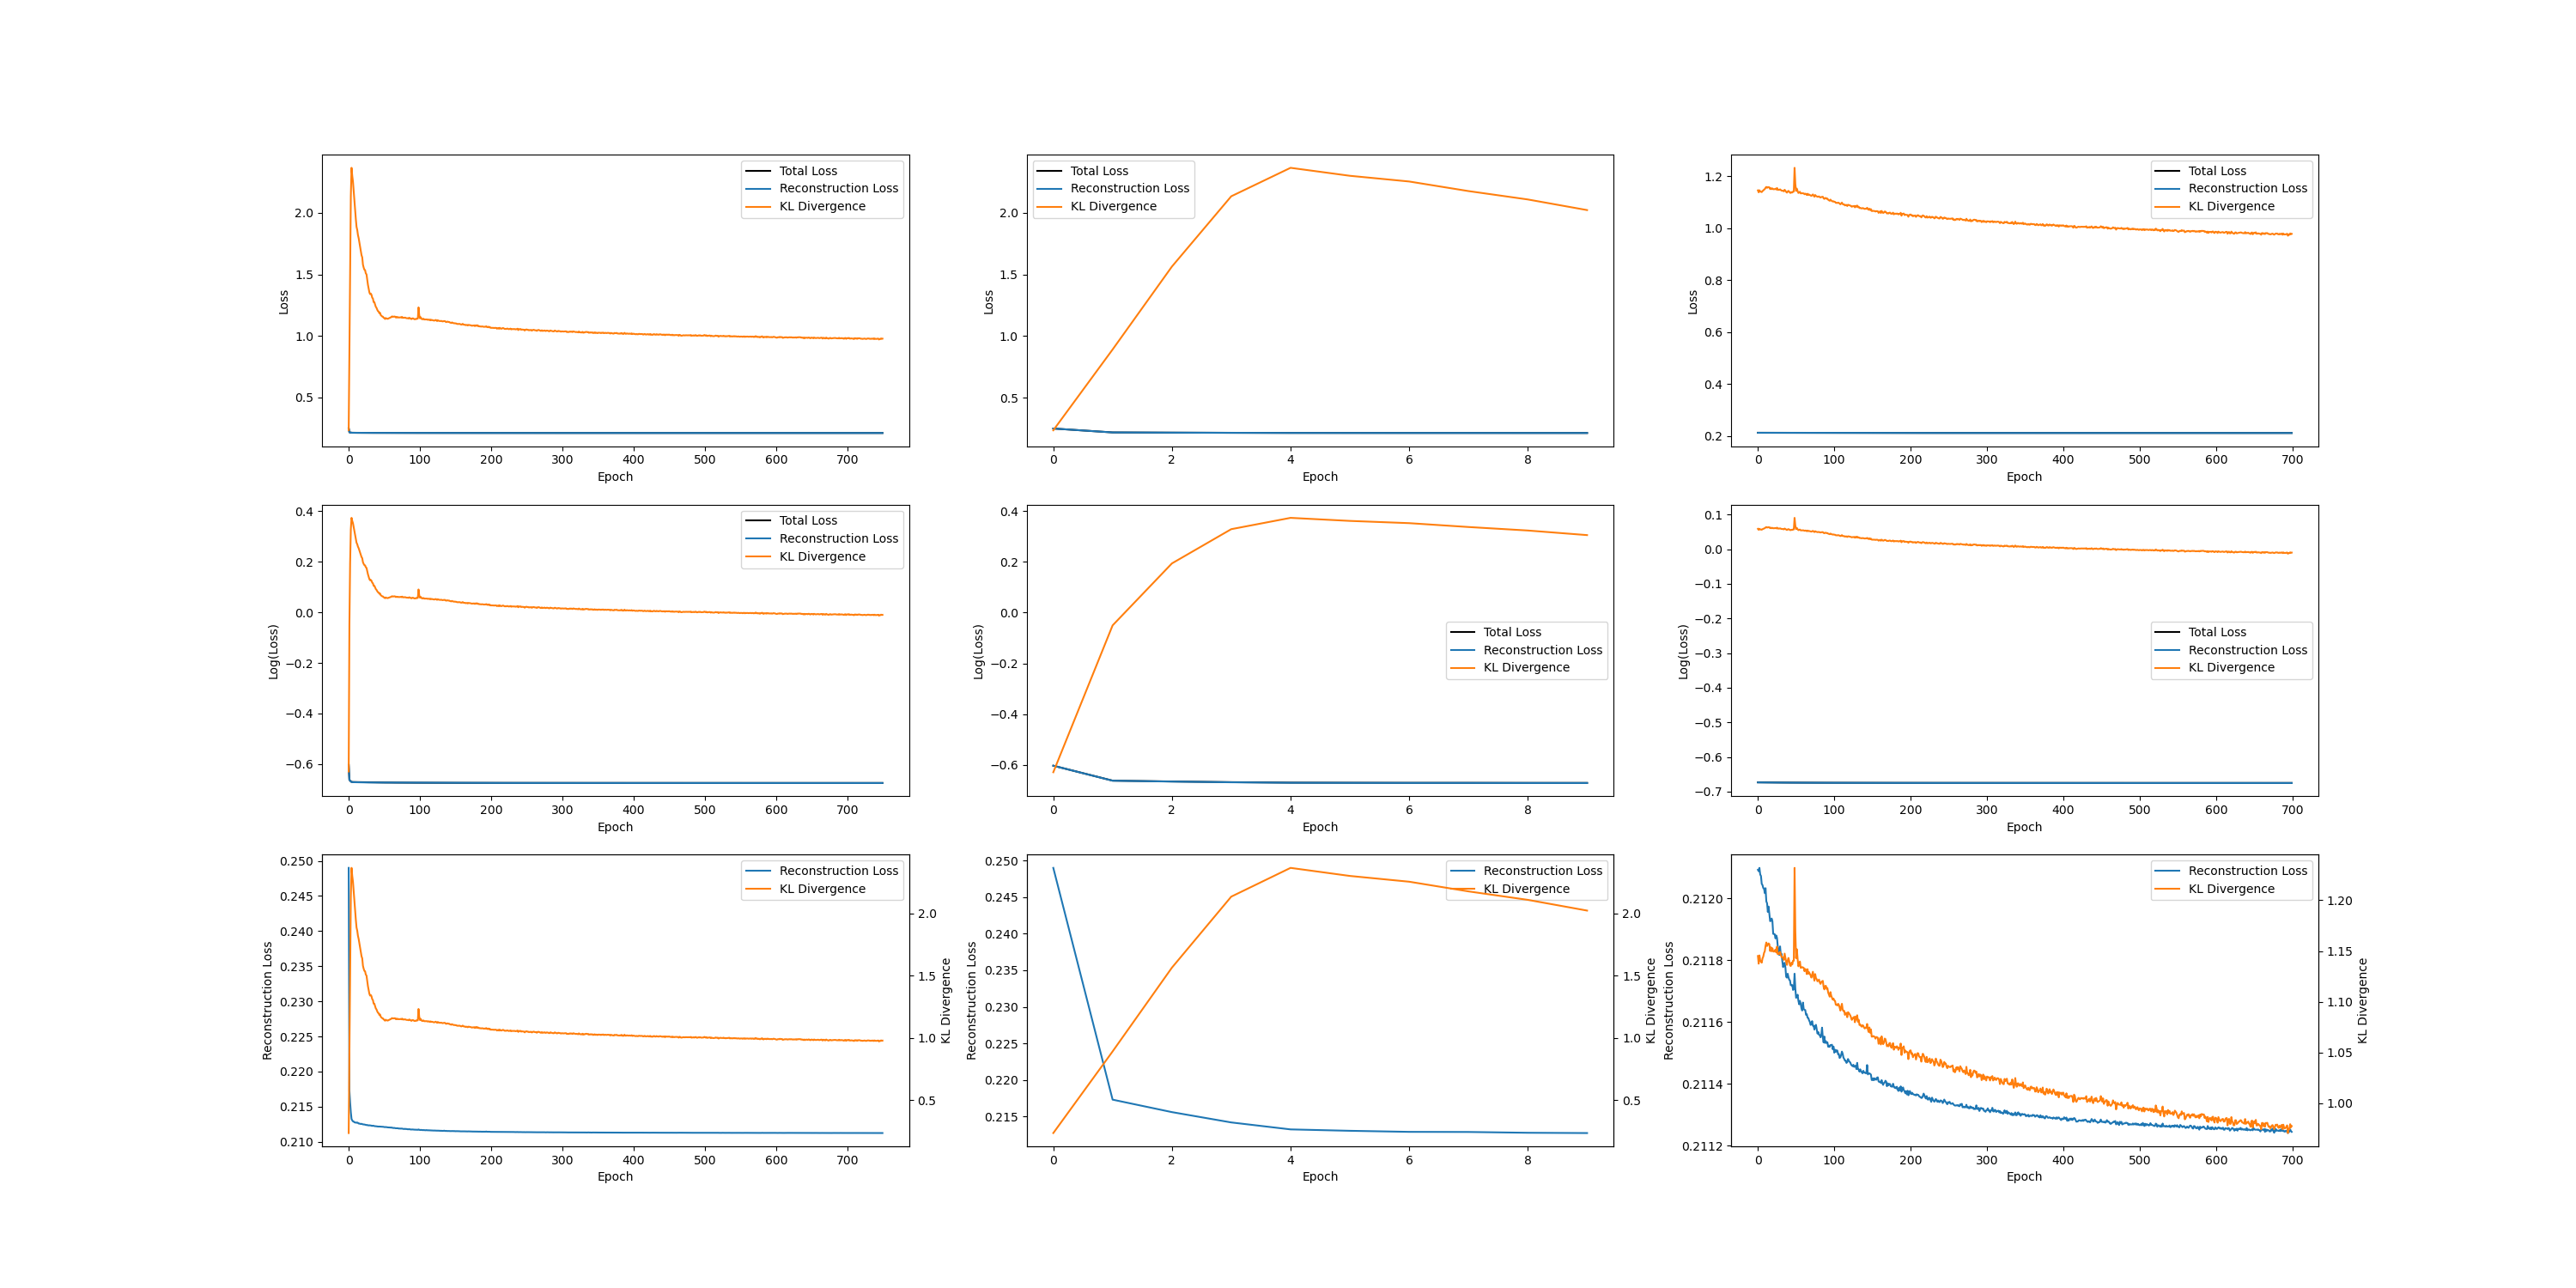 Total Loss
Reconstruction Loss
KL Divergence
2.0
1.5
1.0
0.5
Loss
0 100 200 300 400 500 600 700
Epoch
Total Loss
Reconstruction Loss
KL Divergence
2.0
1.5
1.0
0.5
Loss
0 2 4 6 8
Epoch
Total Loss
Reconstruction Loss
KL Divergence
1.2
1.0
0.8
0.6
0.4
0.2
Loss
0 100 200 300 400 500 600 700
Epoch
Total Loss
Reconstruction Loss
KL Divergence
0.4
0.2
0.0
−0.2
−0.4
−0.6
Log(Loss)
0 100 200 300 400 500 600 700
Epoch
0.4
0.2
0.0
−0.2
−0.4
−0.6
Log(Loss)
Total Loss
Reconstruction Loss
KL Divergence
0 2 4 6 8
Epoch
0.1
0.0
−0.1
−0.2
−0.3
−0.4
−0.5
−0.6
−0.7
Log(Loss)
Total Loss
Reconstruction Loss
KL Divergence
0 100 200 300 400 500 600 700
Epoch
Reconstruction Loss
KL Divergence
0.250
0.245
0.240
0.235
0.230
0.225
0.220
0.215
0.210
Reconstruction Loss
2.0
1.5
1.0
0.5
KL Divergence
0 100 200 300 400 500 600 700
Epoch
Reconstruction Loss
KL Divergence
0.250
0.245
0.240
0.235
0.230
0.225
0.220
0.215
Reconstruction Loss
2.0
1.5
1.0
0.5
KL Divergence
0 2 4 6 8
Epoch
Reconstruction Loss
KL Divergence
0.2120
0.2118
0.2116
0.2114
0.2112
Reconstruction Loss
1.20
1.15
1.10
1.05
1.00
KL Divergence
0 100 200 300 400 500 600 700
Epoch